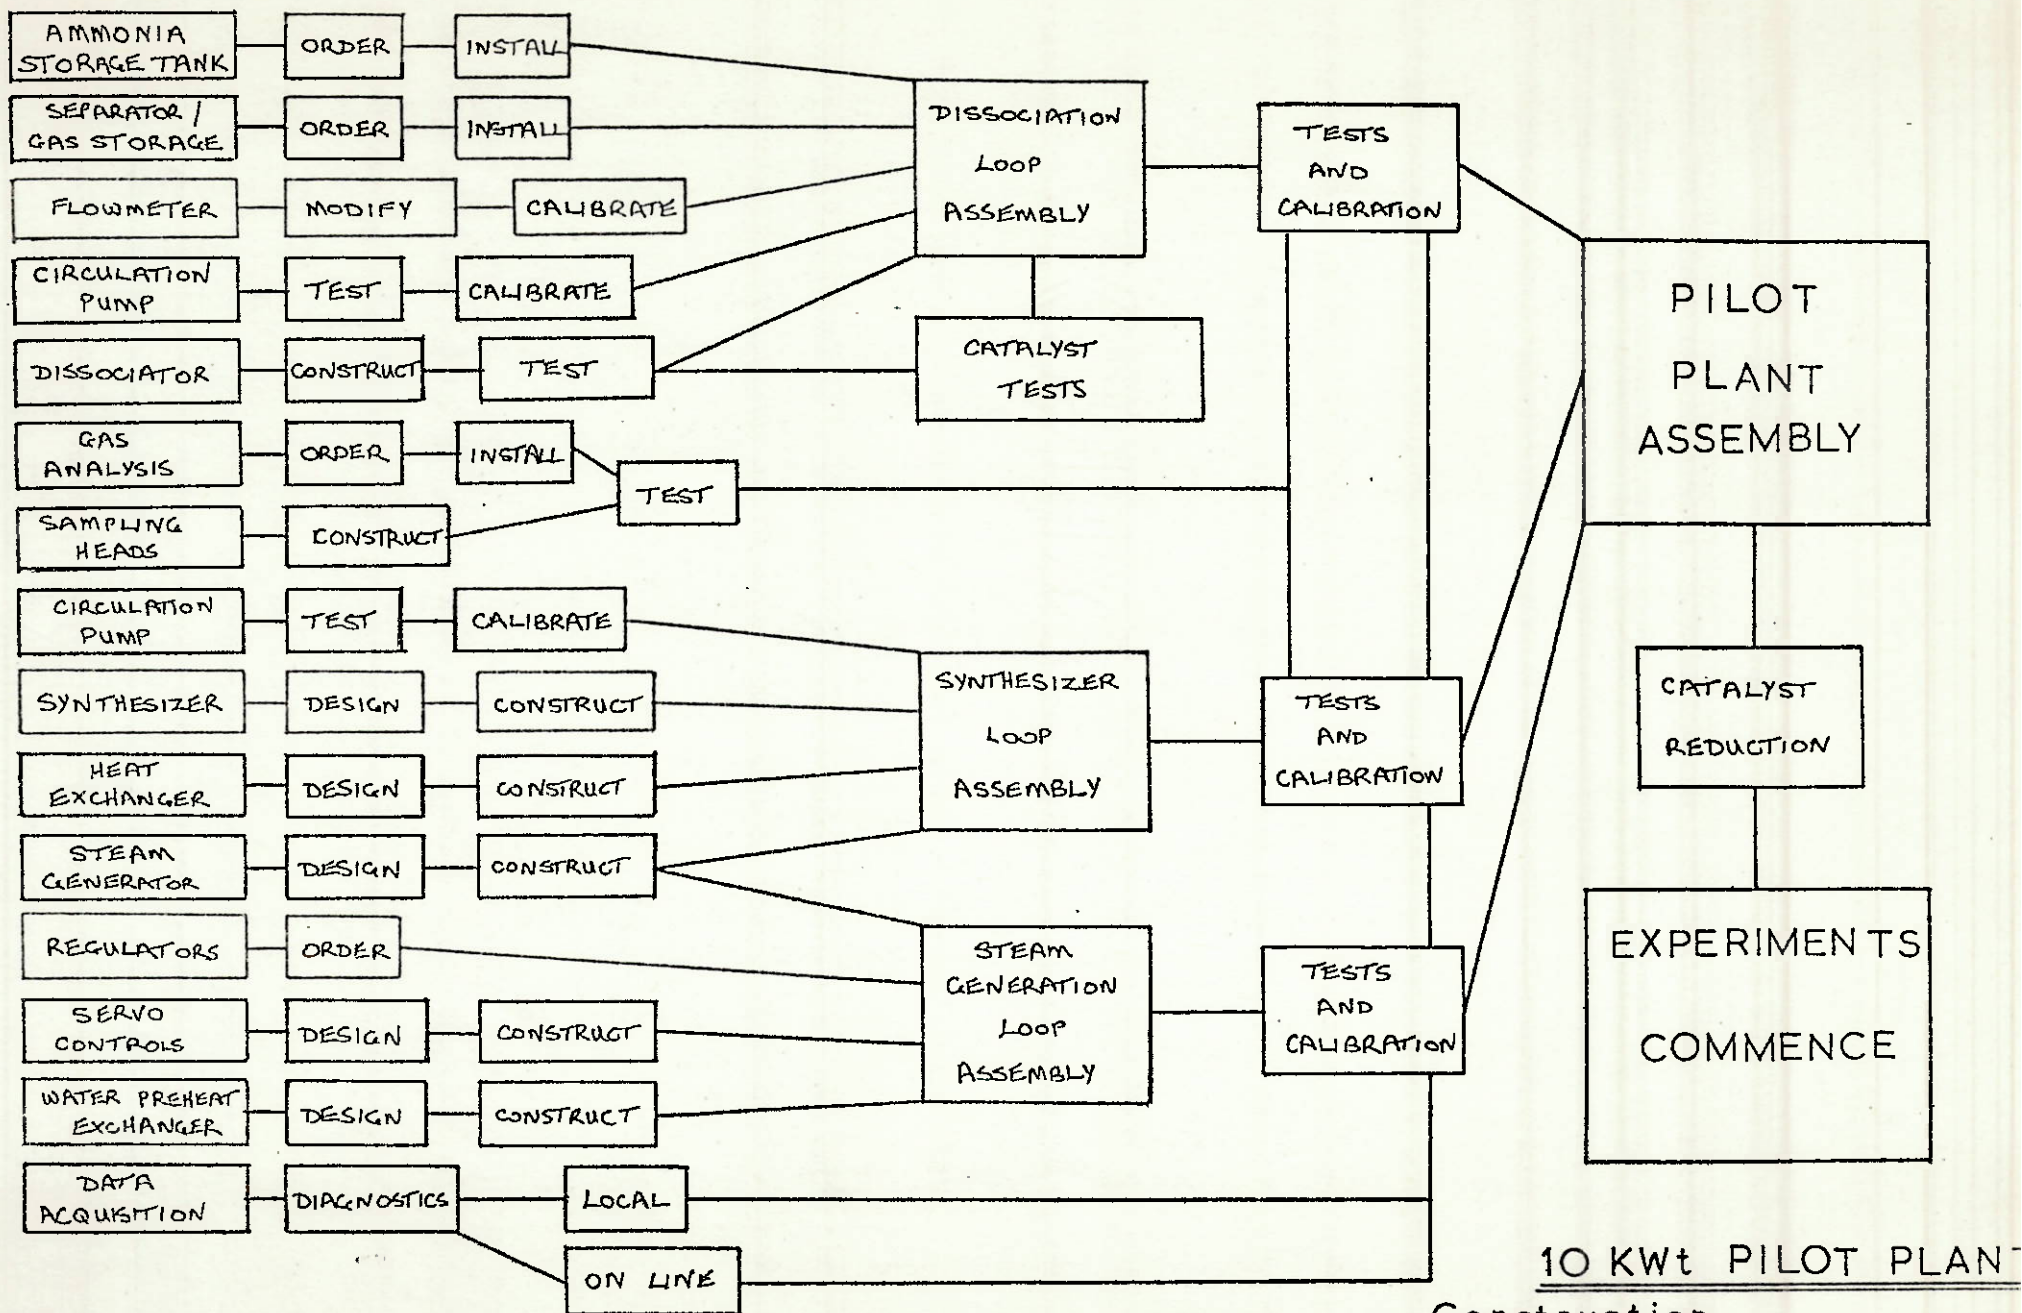 AMMONIA
STORAGE TANK
ORDER
INSTALL
SEPARATOR /
GAS STORAGE
ORDER
INSTALL
FLOWMETER
MODIFY
CALIBRATE
CIRCULATION
PUMP
TEST
CALIBRATE
DISSOCIATOR
CONSTRUCT
TEST
GAS
ANALYSIS
ORDER
INSTALL
SAMPLING
HEADS
CONSTRUCT
TEST
CIRCULATION
PUMP
TEST
CALIBRATE
SYNTHESIZER
DESIGN
CONSTRUCT
HEAT
EXCHANGER
DESIGN
CONSTRUCT
STEAM
GENERATOR
DESIGN
CONSTRUCT
REGULATORS
ORDER
SERVO
CONTROLS
DESIGN
CONSTRUCT
WATER PREHEAT
EXCHANGER
DESIGN
CONSTRUCT
DATA
ACQUISITION
DIAGNOSTICS
LOCAL
ON LINE
DISSOCIATION
LOOP
ASSEMBLY
CATALYST
TESTS
SYNTHESIZER
LOOP
ASSEMBLY
STEAM
GENERATION
LOOP
ASSEMBLY
TESTS
AND
CALIBRATION
TESTS
AND
CALIBRATION
TESTS
AND
CALIBRATION
PILOT
PLANT
ASSEMBLY
CATALYST
REDUCTION
EXPERIMENTS
COMMENCE
10 KWt PILOT PLANT
Construction